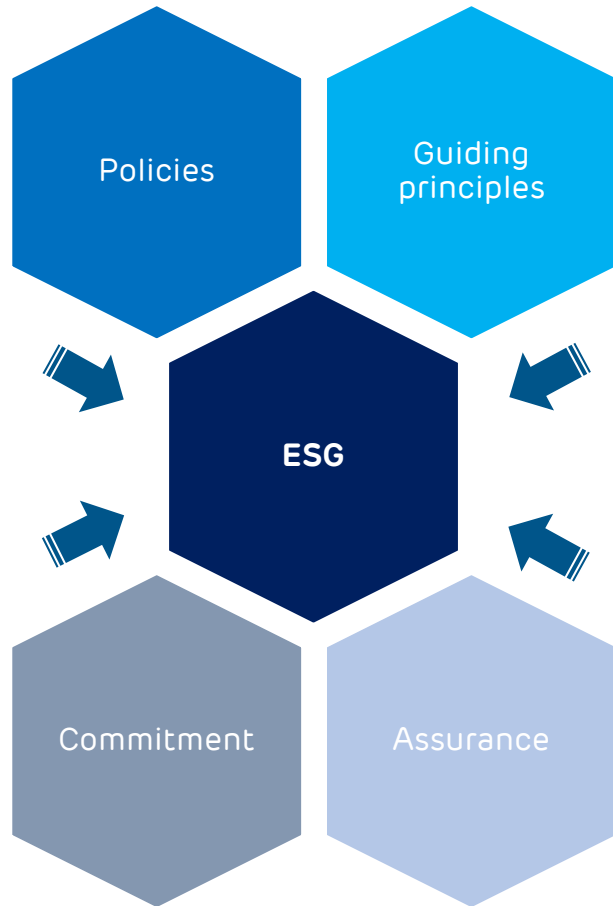 Policies
Guiding
principles
ESG
Commitment
Assurance